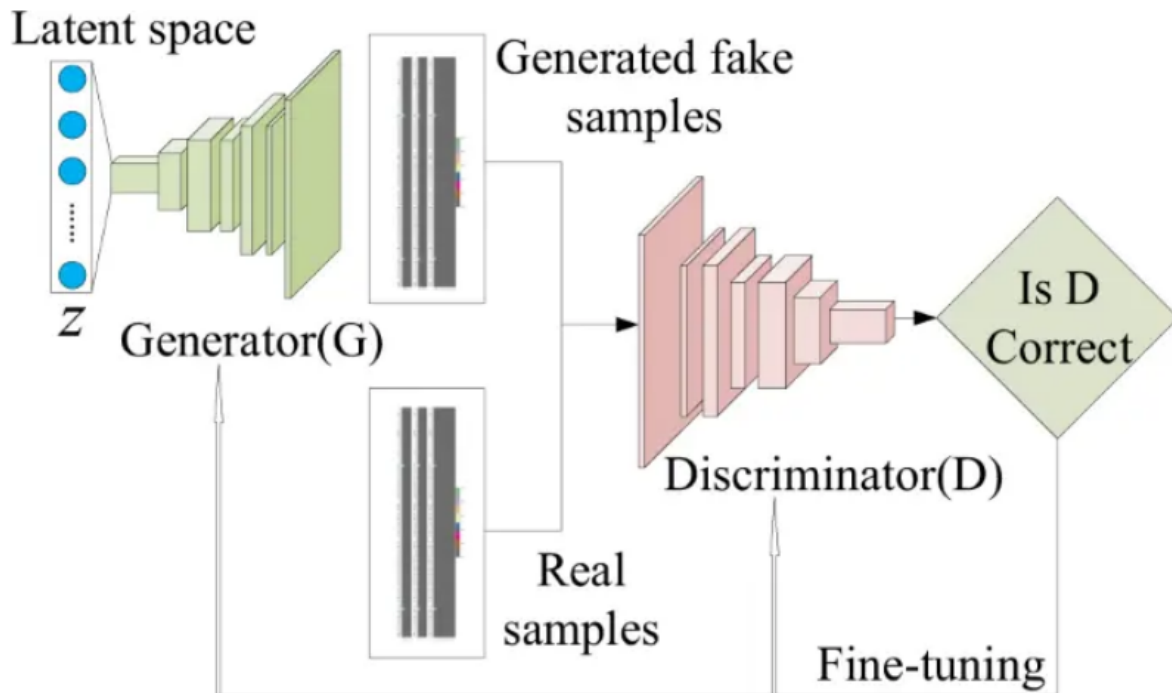 Latent space
z
Generator(G)
Generated fake
samples
Real
samples
Discriminator(D)
Is D
Correct
Fine-tuning